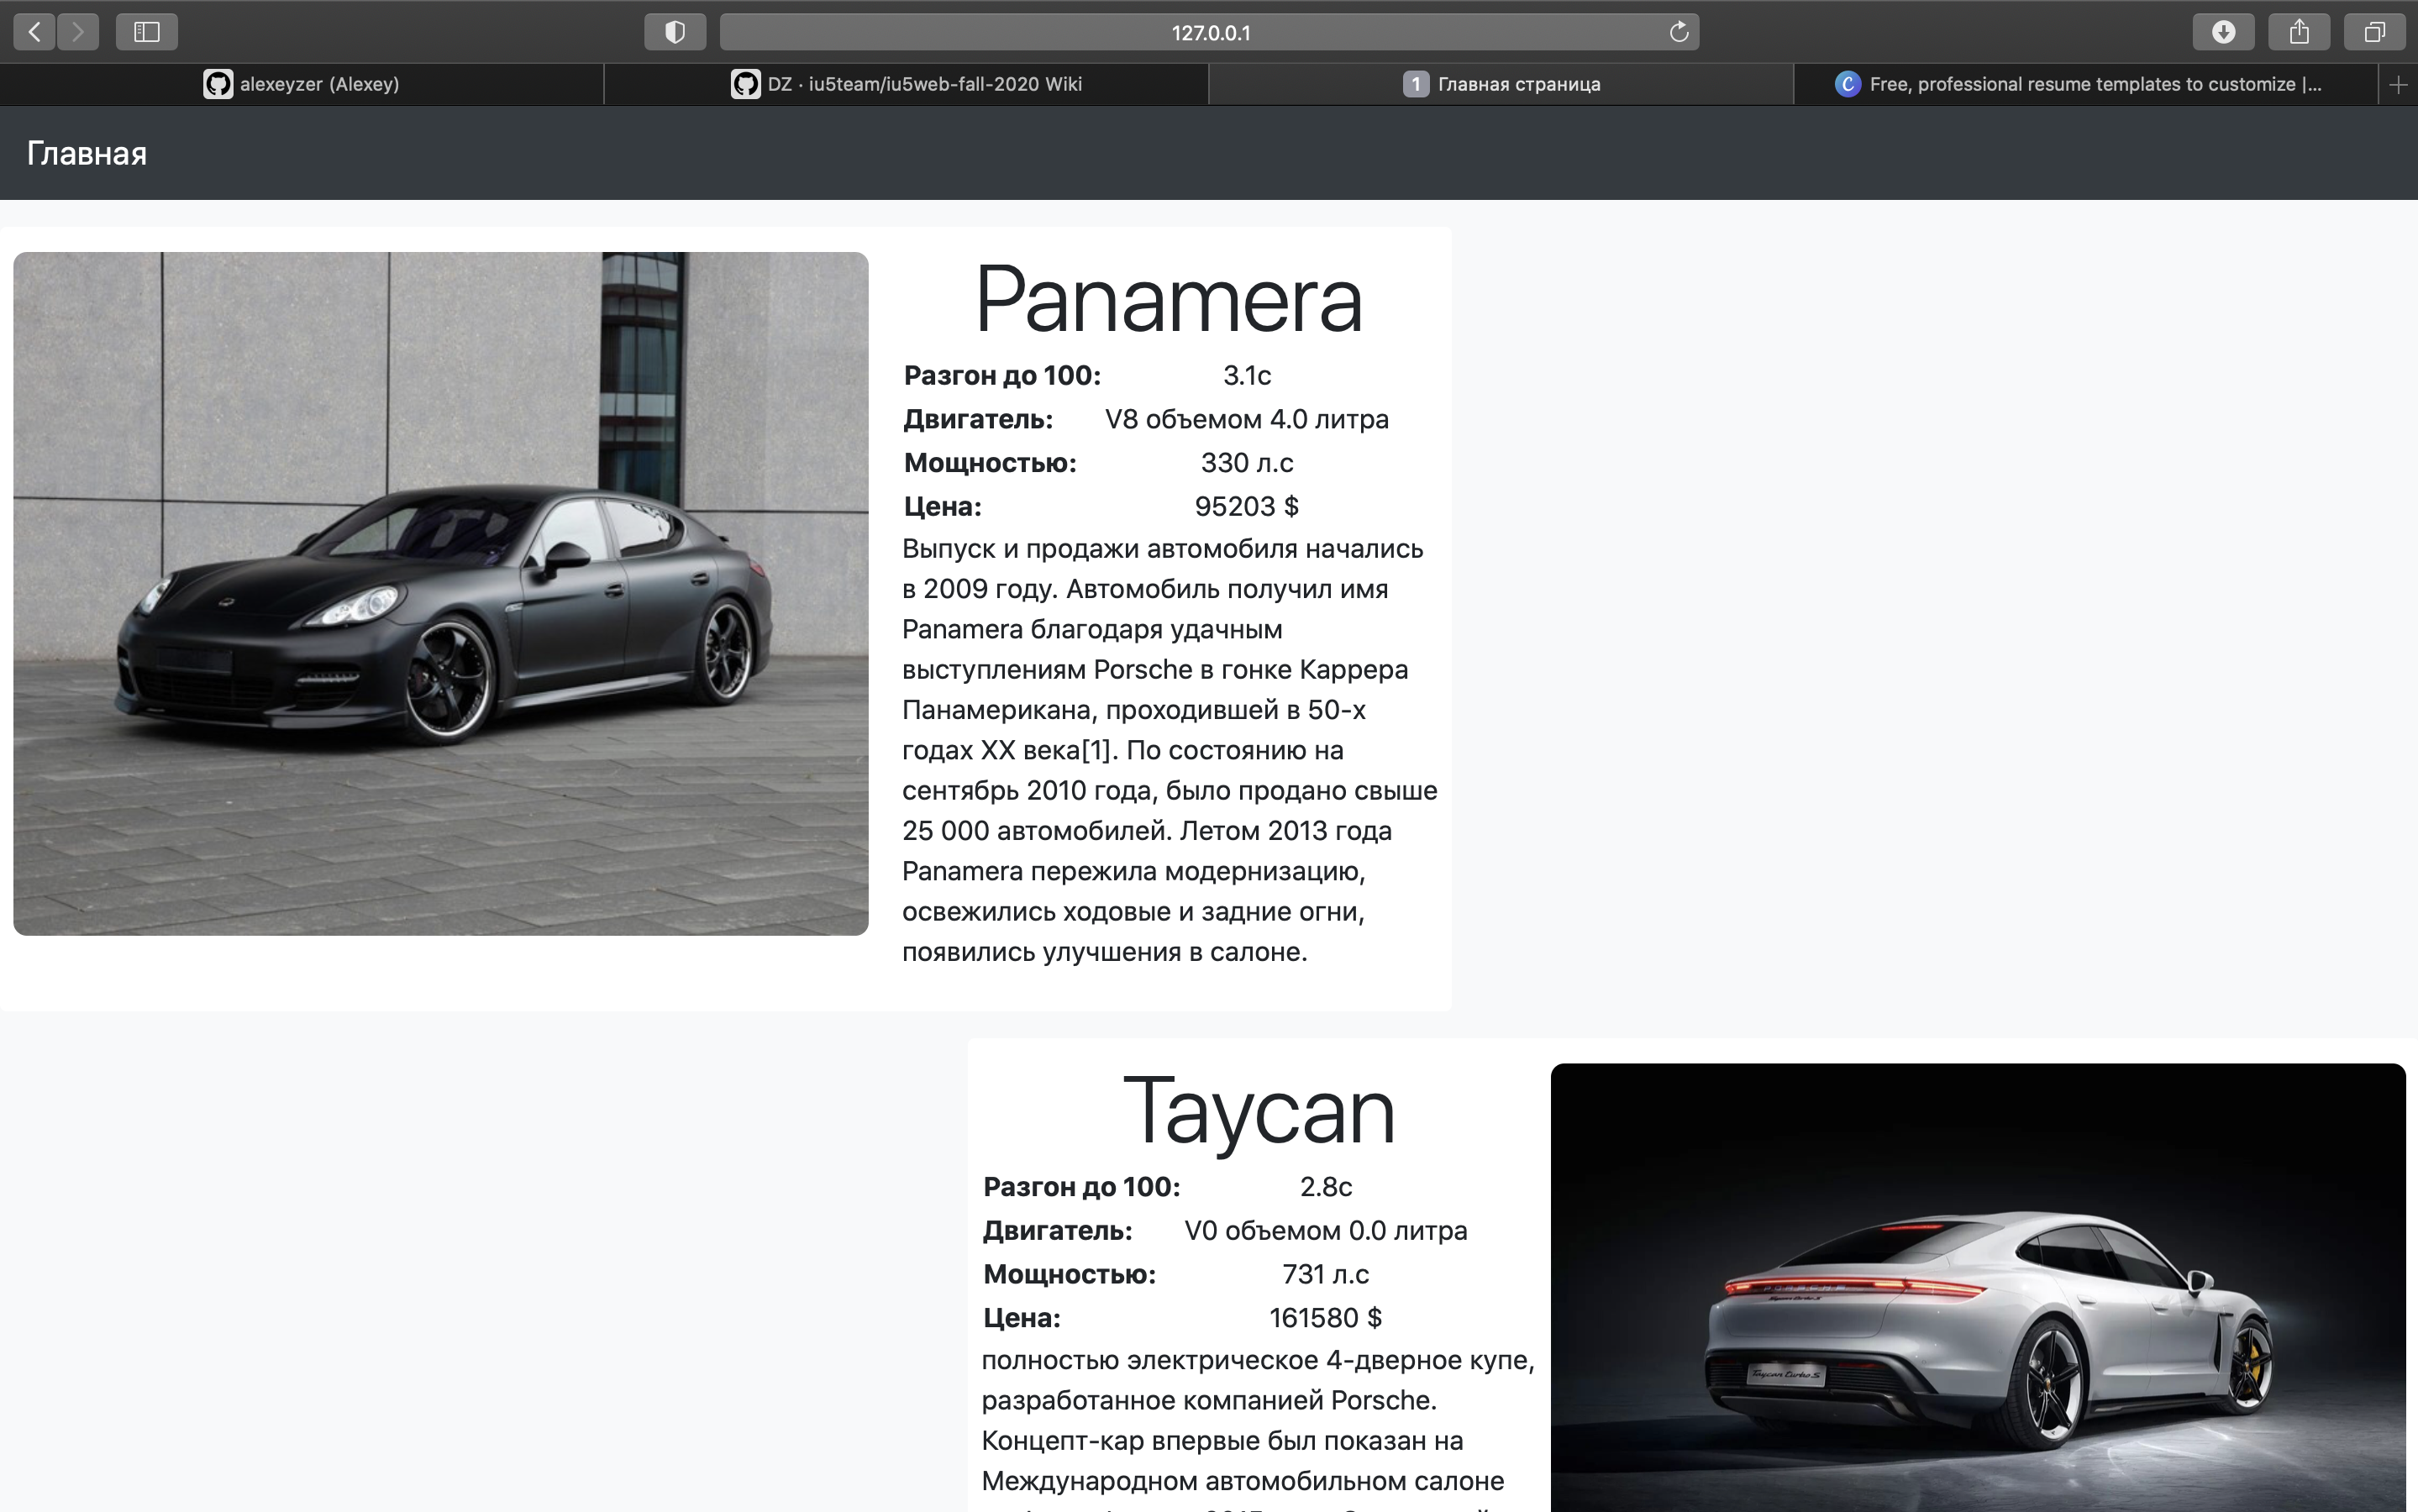 127.0.0.1
alexeyzer (Alexey)
DZ · iu5team/iu5web-fall-2020 Wiki
1 Главная страница
Free, professional resume templates to customize |...
Главная
Panamera
Разгон до 100: 3.1с
Двигатель: V8 объемом 4.0 литра
Мощностью: 330 л.с
Цена: 95203 $
Выпуск и продажи автомобиля начались
в 2009 году. Автомобиль получил имя
Panamera благодаря удачным
выступлениям Porsche в гонке Каррера
Панамерикана, проходившей в 50-х
годах XX века[1]. По состоянию на
сентябрь 2010 года, было продано свыше
25 000 автомобилей. Летом 2013 года
Panamera пережила модернизацию,
освежились ходовые и задние огни,
появились улучшения в салоне.
Taycan
Разгон до 100: 2.8с
Двигатель: V0 объемом 0.0 литра
Мощностью: 731 л.с
Цена: 161580 $
полностью электрическое 4-дверное купе,
разработанное компанией Porsche.
Концепт-кар впервые был показан на
Международном автомобильном салоне
PORSCHE
Taycan Turbo S
Taycan Turbo S